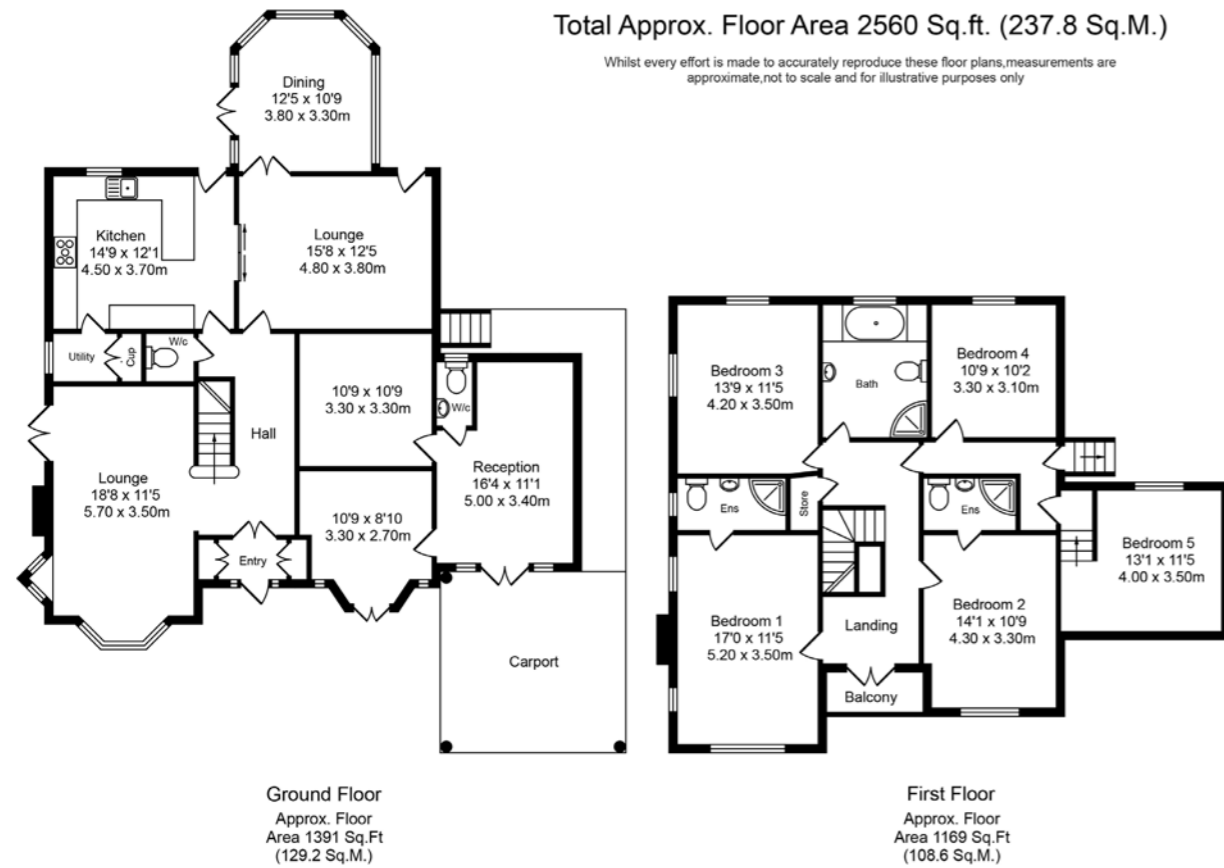 Total Approx. Floor Area 2560 Sq.ft. (237.8 Sq.M.)
Whilst every effort is made to accurately reproduce these floor plans,measurements are
approximate,not to scale and for illustrative purposes only
Dining
12'5 x 10'9
3.80 x 3.30m
Kitchen
14'9 x 12'1
4.50 x 3.70m
Lounge
15'8 x 12'5
4.80 x 3.80m
Utility
Cup
W/c
10'9 x 10'9
3.30 x 3.30m
W/c
Hall
Lounge
18'8 x 11'5
5.70 x 3.50m
Reception
16'4 x 11'1
5.00 x 3.40m
10'9 x 8'10
3.30 x 2.70m
Entry
Carport
Ground Floor
Approx. Floor
Area 1391 Sq.Ft
(129.2 Sq.M.)
Bedroom 3
13'9 x 11'5
4.20 x 3.50m
Bath
Bedroom 4
10'9 x 10'2
3.30 x 3.10m
Ens
Store
Ens
Bedroom 5
13'1 x 11'5
4.00 x 3.50m
Bedroom 1
17'0 x 11'5
5.20 x 3.50m
Landing
Bedroom 2
14'1 x 10'9
4.30 x 3.30m
Balcony
First Floor
Approx. Floor
Area 1169 Sq.Ft
(108.6 Sq.M.)